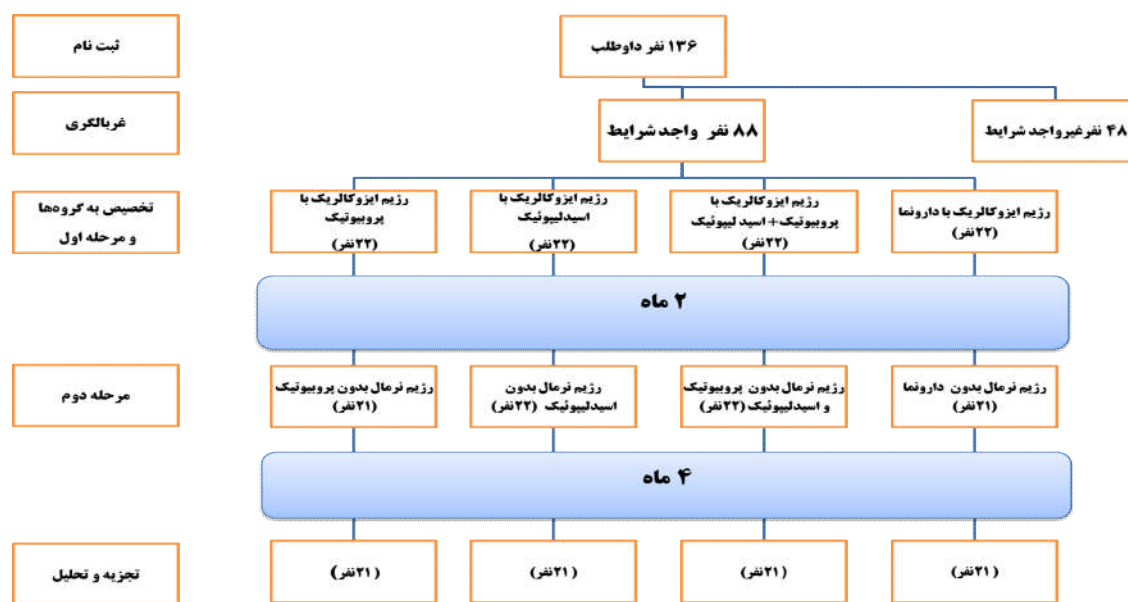 ثبت نام
۱۳۶ نفر داوطلب
غربالگری
۸۸ نفر واجد شرایط
۴۸ نفرغیرواجد شرایط
تخصیص به گروه‌ها
و مرحله اول
رژیم ایزوکالریک با دارونما
(۲۲نفر)
رژیم ایزوکالریک با
پروبیوتیک+ اسید لیپوئیک
(۲۲نفر)
رژیم ایزوکالریک با
اسیدلیپوئیک
(۲۲نفر)
رژیم ایزوکالریک با
پروبیوتیک
(۲۲نفر)
۲ ماه
مرحله دوم
رژیم نرمال بدون دارونما
(۲۱نفر)
رژیم نرمال بدون پروبیوتیک
و اسیدلیپوئیک (۲۲نفر)
رژیم نرمال بدون
اسیدلیپوئیک (۲۲نفر)
رژیم نرمال بدون پروبیوتیک
(۲۱نفر)
۴ ماه
تجزیه و تحلیل
(۲۱نفر)
(۲۱نفر)
(۲۱نفر)
(۲۱نفر)